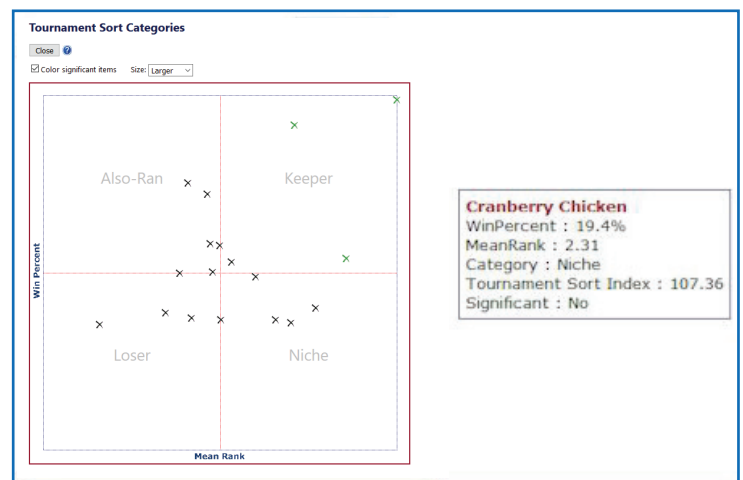 Tournament Sort Categories
Close ?
Color significant items Size: Larger
Also-Ran
Keeper
Win Percent
Loser
Niche
Mean Rank
Cranberry Chicken
WinPercent : 19.4%
MeanRank : 2.31
Category : Niche
Tournament Sort Index : 107.36
Significant : No